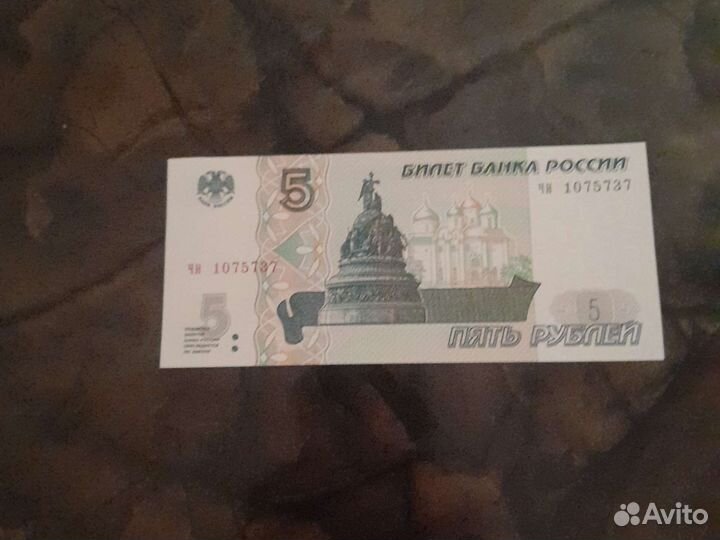 БИЛЕТ БАНКА РОССИИ
5
чи 1075737
чи 1075737
5
5
ПЯТЬ РУБЛЕЙ
Avito